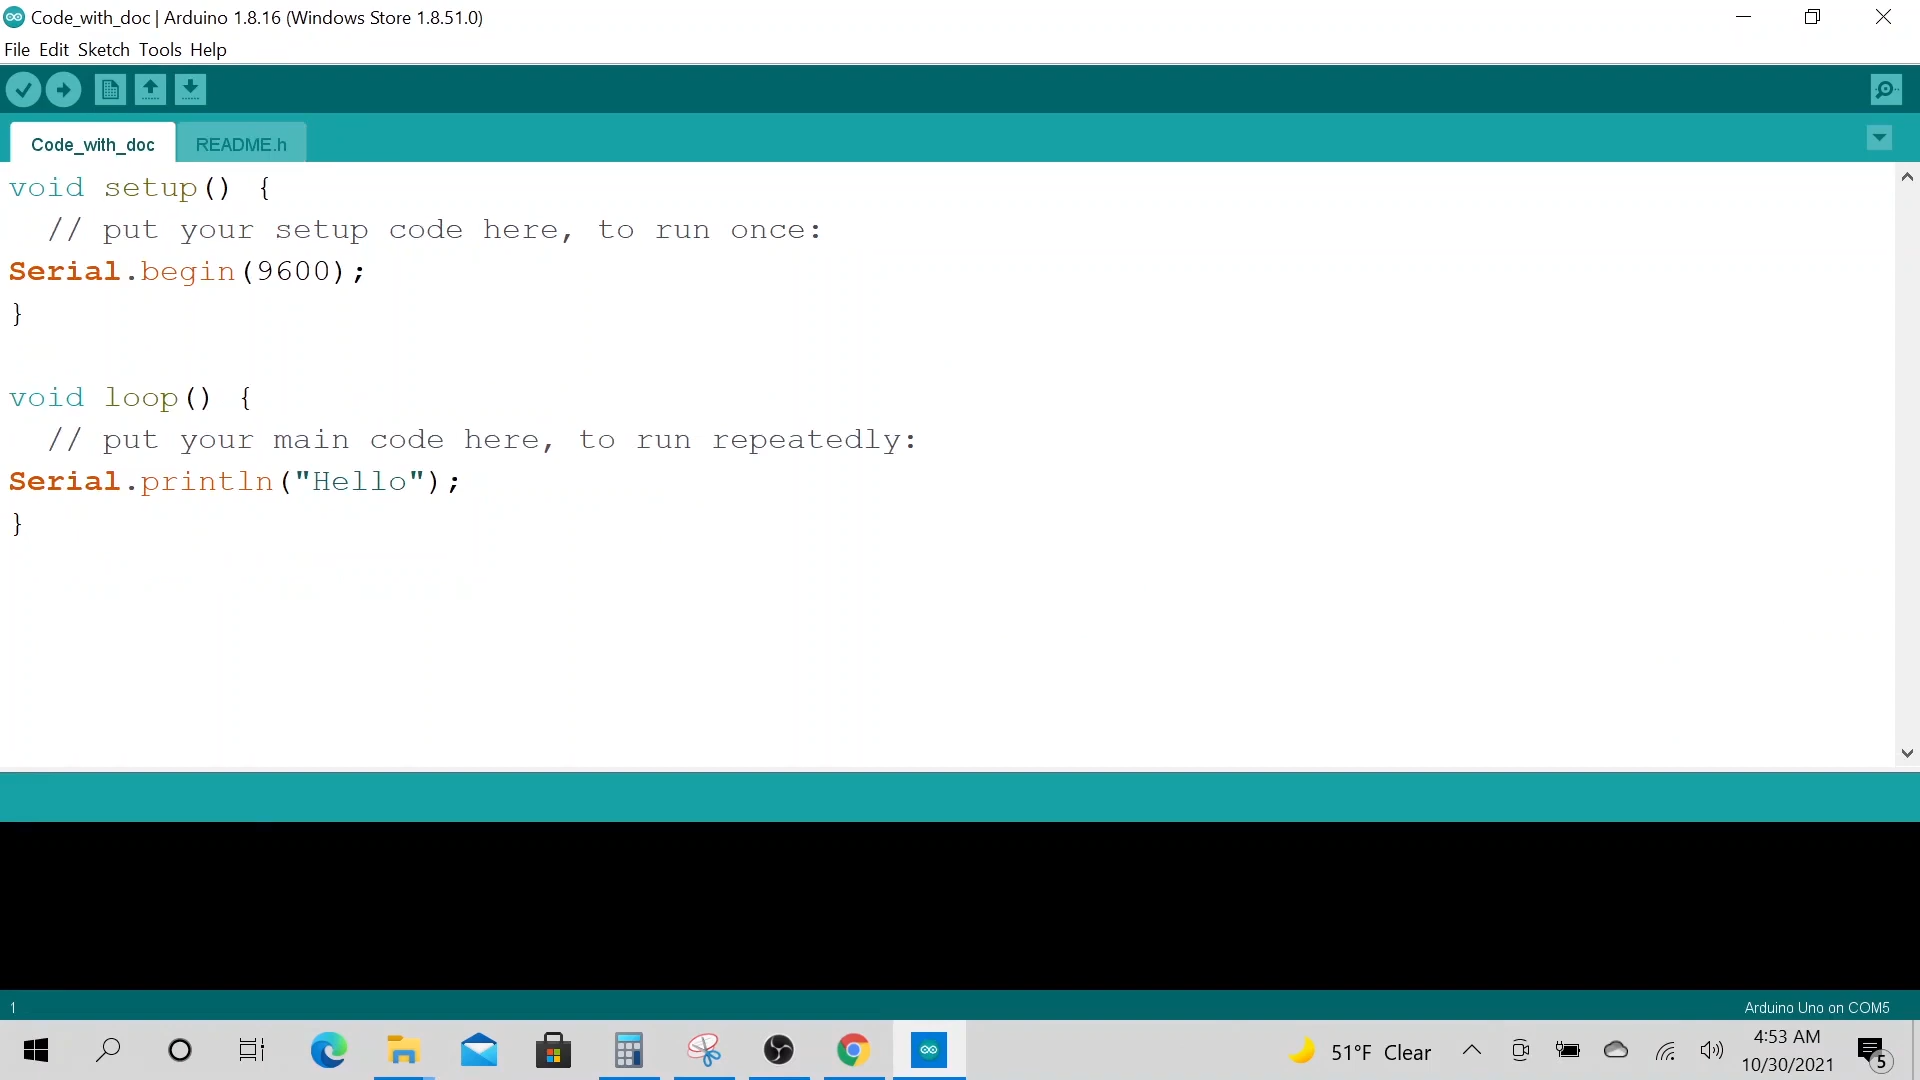 Code_with_doc | Arduino 1.8.16 (Windows Store 1.8.51.0)
File Edit Sketch Tools Help
Code_with_doc README.h
void setup() {
  // put your setup code here, to run once:
Serial.begin(9600);
}
void loop() {
  // put your main code here, to run repeatedly:
Serial.println("Hello");
}
1 Arduino Uno on COM5
51°F Clear
4:53 AM
10/30/2021
5